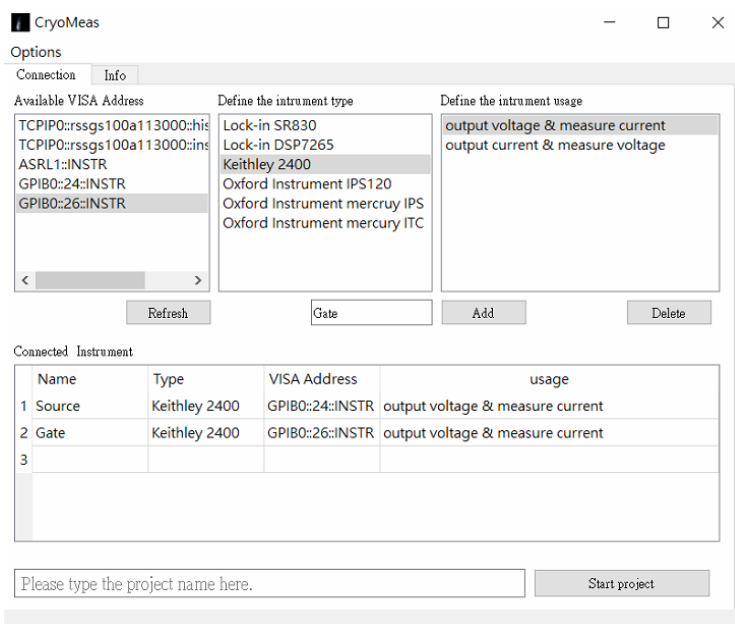 CryoMeas
Options
Connection Info
Available VISA Address
TCPIP0::rssgs100a113000::his
TCPIP0::rssgs100a113000::ins
ASRL1::INSTR
GPIB0::24::INSTR
GPIB0::26::INSTR
Refresh
Define the intrument type
Lock-in SR830
Lock-in DSP7265
Keithley 2400
Oxford Instrument IPS120
Oxford Instrument mercruy IPS
Oxford Instrument mercury ITC
Gate
Define the intrument usage
output voltage & measure current
output current & measure voltage
Add
Delete
Connected Instrument
Name Type VISA Address usage
1 Source Keithley 2400 GPIB0::24::INSTR output voltage & measure current
2 Gate Keithley 2400 GPIB0::26::INSTR output voltage & measure current
3
Please type the project name here.
Start project